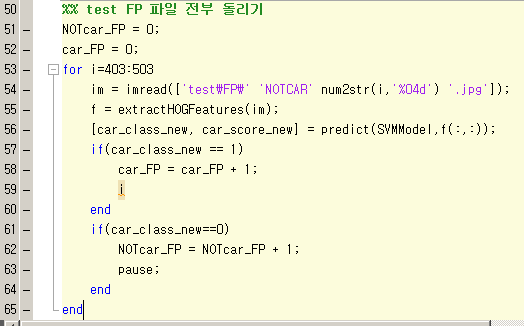 50 %% test FP 파일 전부 돌리기
51 – NOTcar_FP = 0;
52 – car_FP = 0;
53 – for i=403:503
54 – im = imread(['test₩FP₩' 'NOTCAR' num2str(i,'%04d') '.jpg']);
55 – f = extractHOGFeatures(im);
56 – [car_class_new, car_score_new] = predict(SVMModel,f(:,:));
57 – if(car_class_new == 1)
58 – car_FP = car_FP + 1;
59 – i
60 – end
61 – if(car_class_new==0)
62 – NOTcar_FP = NOTcar_FP + 1;
63 – pause;
64 – end
65 – end